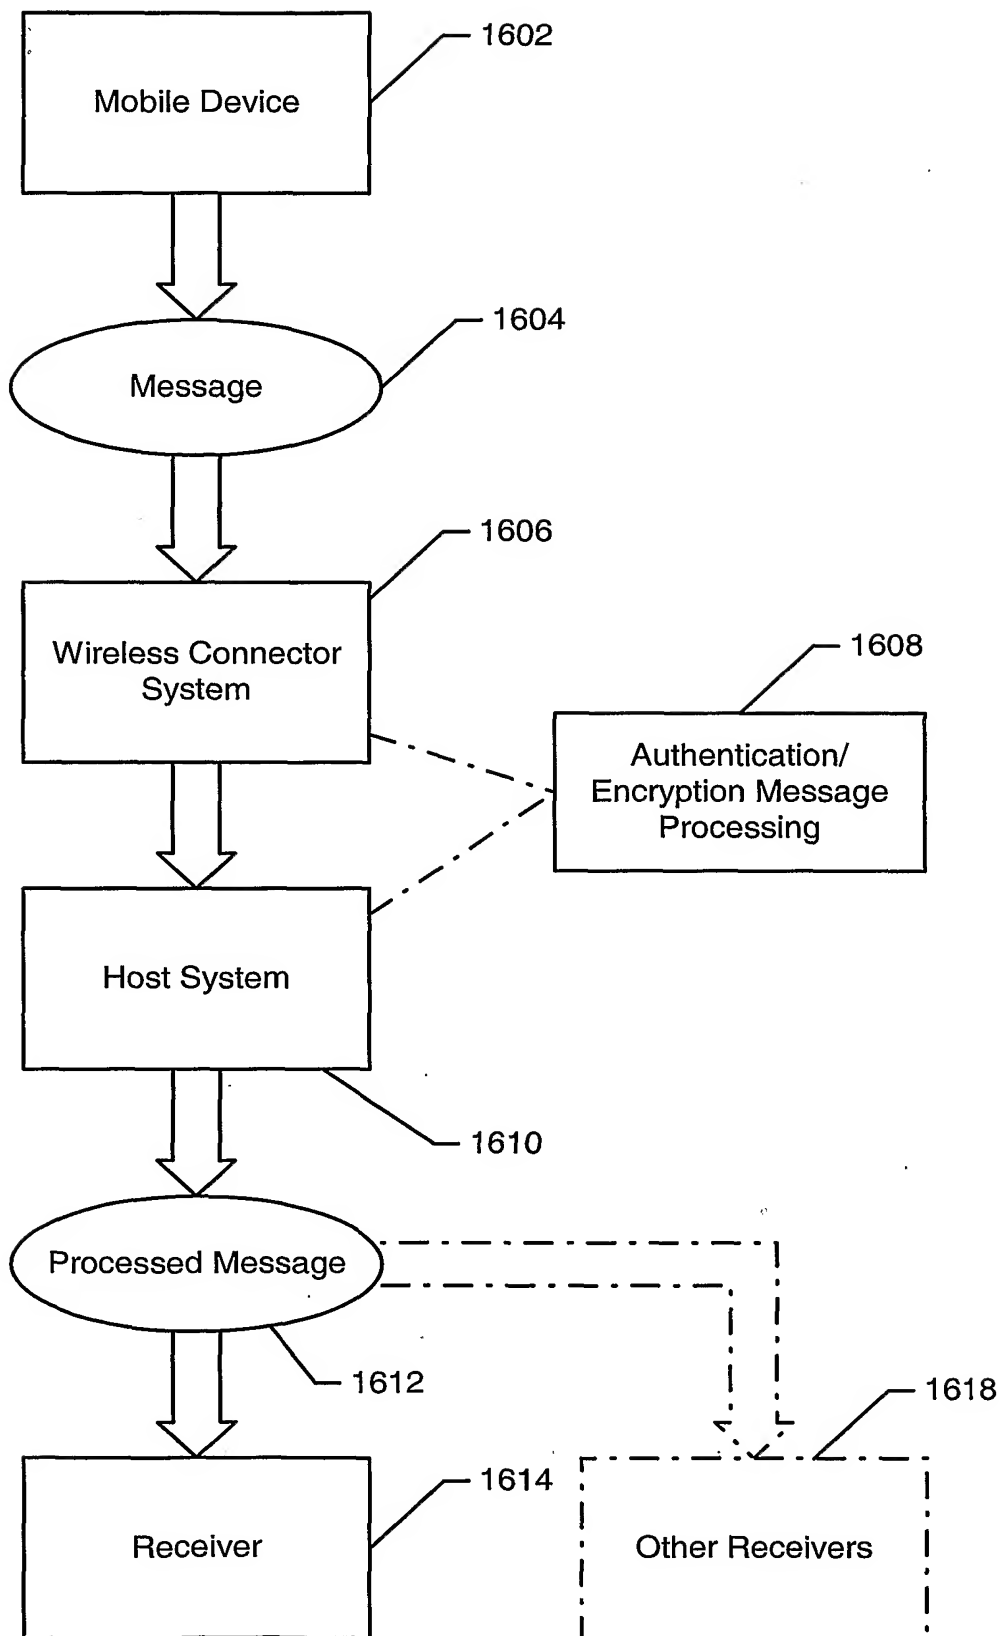 1602
Mobile Device
1604
Message
1606
Wireless Connector
System
1608
Authentication/
Encryption Message
Processing
Host System
1610
Processed Message
1612
1618
1614
Receiver
Other Receivers